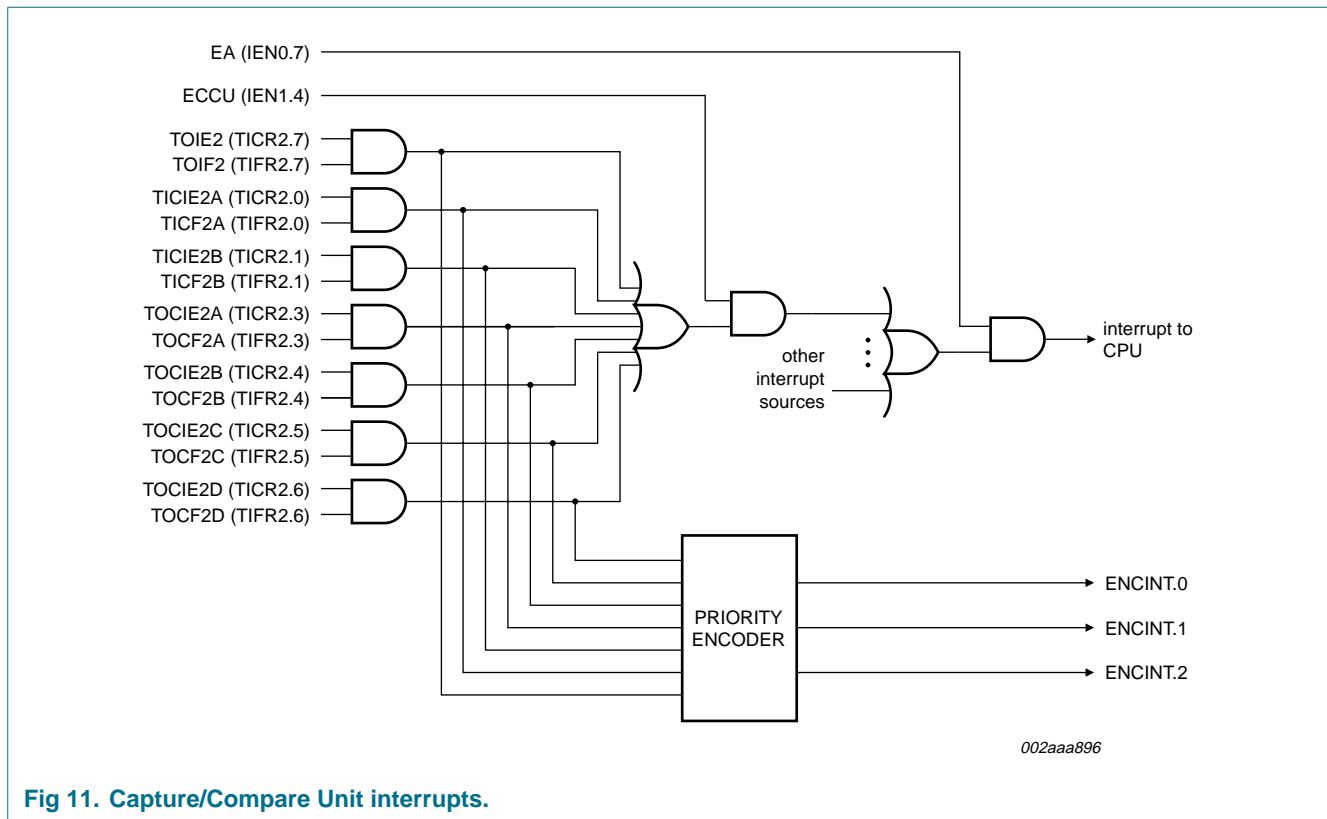 EA (IEN0.7)
ECCU (IEN1.4)
TOIE2 (TICR2.7)
TOIF2 (TIFR2.7)
TICIE2A (TICR2.0)
TICF2A (TIFR2.0)
TICIE2B (TICR2.1)
TICF2B (TIFR2.1)
TOCIE2A (TICR2.3)
TOCF2A (TIFR2.3)
TOCIE2B (TICR2.4)
TOCF2B (TIFR2.4)
TOCIE2C (TICR2.5)
TOCF2C (TIFR2.5)
TOCIE2D (TICR2.6)
TOCF2D (TIFR2.6)
other
interrupt
sources
interrupt to
CPU
PRIORITY
ENCODER
ENCINT.0
ENCINT.1
ENCINT.2
002aaa896
Fig 11. Capture/Compare Unit interrupts.